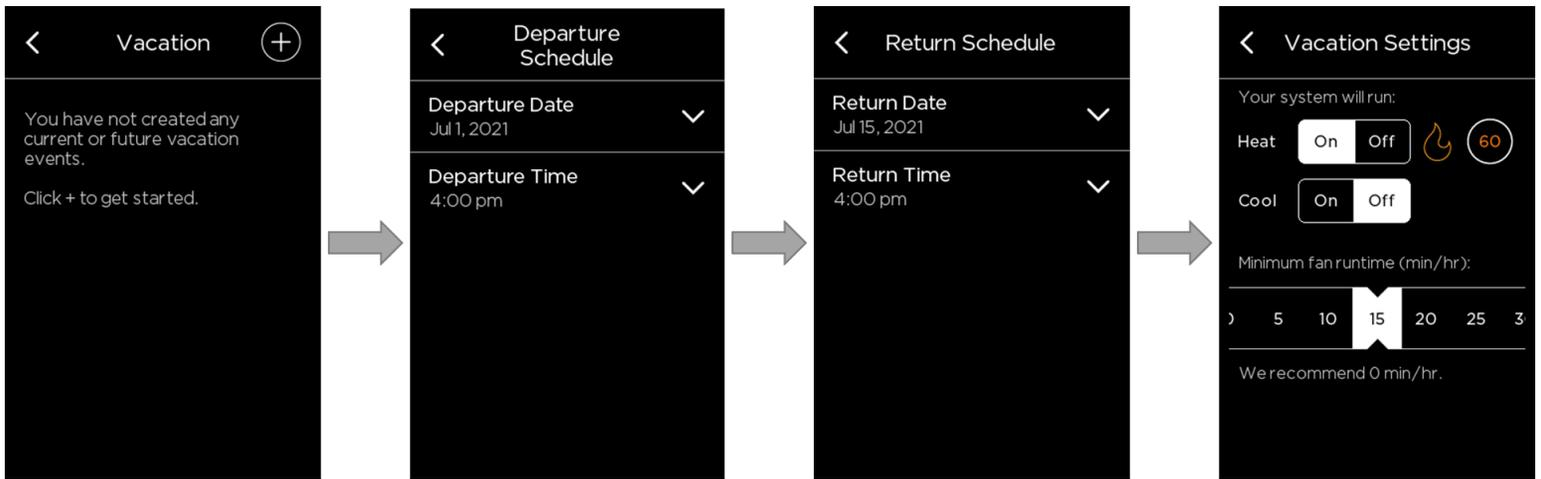 Vacation
You have not created any
current or future vacation
events.
Click + to get started.
Departure
Schedule
Departure Date
Jul 1, 2021
Departure Time
4:00 pm
Return Schedule
Return Date
Jul 15, 2021
Return Time
4:00 pm
Vacation Settings
Your system will run:
Heat On Off 60
Cool On Off
Minimum fan runtime (min/hr):
5 10 15 20 25
We recommend 0 min/hr.